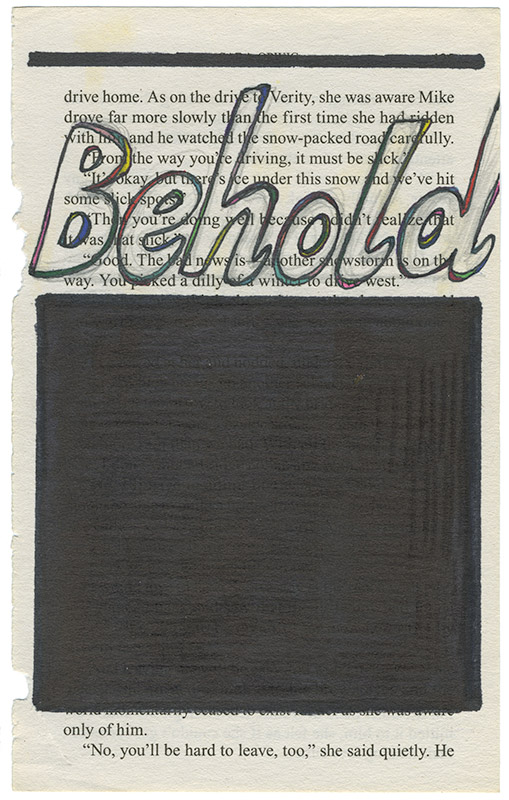 drive home. As on the drive to Verity, she was aware Mike
drove far more slowly than the first time she had ridden
with him, and he watched the snow-packed road carefully.
“From the way you’re driving, it must be slick.”
“It’s okay, but there’s ice under this snow and we’ve hit
some slick spots.”
Behold
“Then you’re doing well because I didn’t realize that
it was that slick.”
“Good. The bad news is—another snowstorm is on the
way. You picked a dilly of a winter to drive west.”
world momentarily ceased to exist for her as she was aware
only of him.
“No, you’ll be hard to leave, too,” she said quietly. He